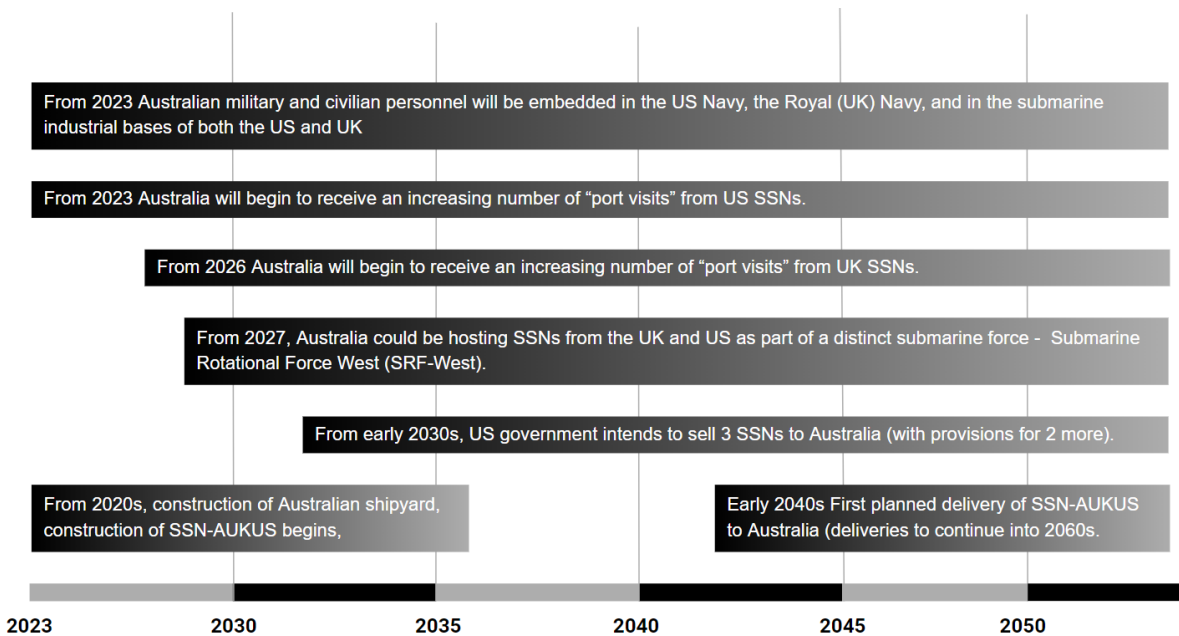 From 2023 Australian military and civilian personnel will be embedded in the US Navy, the Royal (UK) Navy, and in the submarine
industrial bases of both the US and UK
From 2023 Australia will begin to receive an increasing number of “port visits” from US SSNs.
From 2026 Australia will begin to receive an increasing number of “port visits” from UK SSNs.
From 2027, Australia could be hosting SSNs from the UK and US as part of a distinct submarine force - Submarine
Rotational Force West (SRF-West).
From early 2030s, US government intends to sell 3 SSNs to Australia (with provisions for 2 more).
From 2020s, construction of Australian shipyard,
construction of SSN-AUKUS begins,
Early 2040s First planned delivery of SSN-AUKUS
to Australia (deliveries to continue into 2060s.
2023 2030 2035 2040 2045 2050